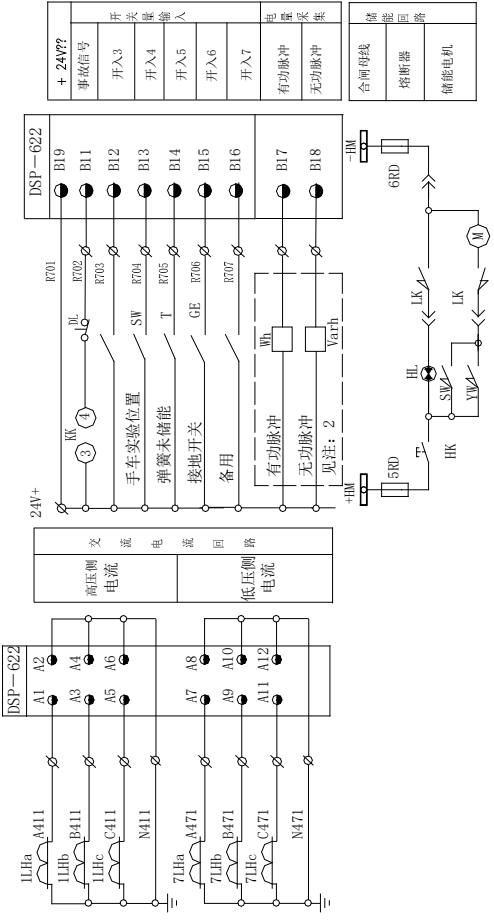 1LHa
A411
1LHb
B411
1LHc
C411
N411
7LHa
A471
7LHb
B471
7LHc
C471
N471
DSP－622
A1 A2
A3 A4
A5 A6
A7 A8
A9 A10
A11 A12
交流电流回路
高压侧
电流
低压侧
电流
24V+
KK
3 4
DL
手车实验位置
SW
弹簧未储能
T
接地开关
GE
备用
有功脉冲
Wh
无功脉冲
Varh
见注: 2
R701
R702
R703
R704
R705
R706
R707
DSP－622
B19
B11
B12
B13
B14
B15
B16
B17
B18
+ 24V??
开关量输入
事故信号
开入3
开入4
开入5
开入6
开入7
电量采集
有功脉冲
无功脉冲
+HM
5RD
HK
HL
SW
YW
LK
LK
M
6RD
-HM
储能回路
合闸母线
熔断器
储能电机